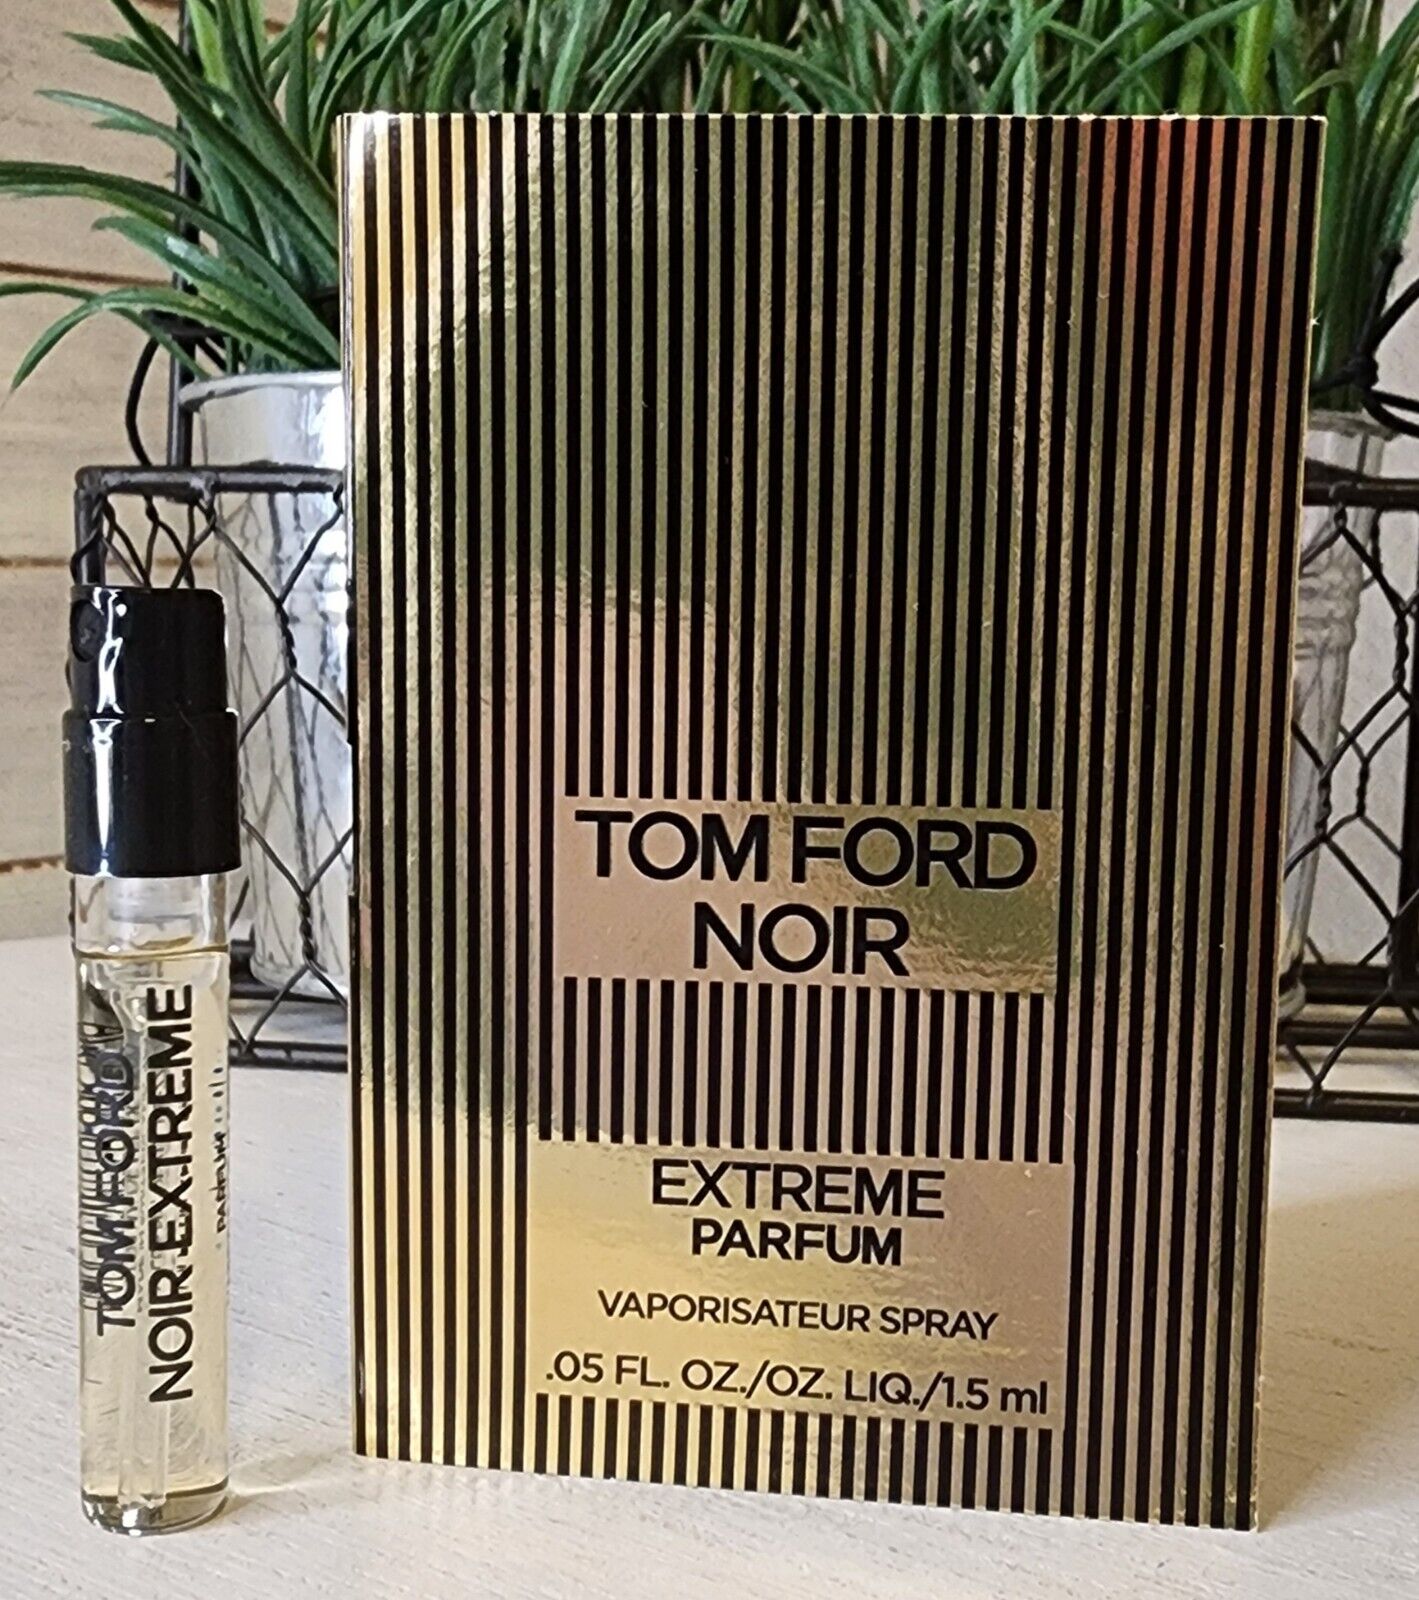 TOM FORD
NOIR EXTREME
PARFUM
TOM FORD
NOIR
EXTREME
PARFUM
VAPORISATEUR SPRAY
.05 FL. OZ./OZ. LIQ./1.5 ml